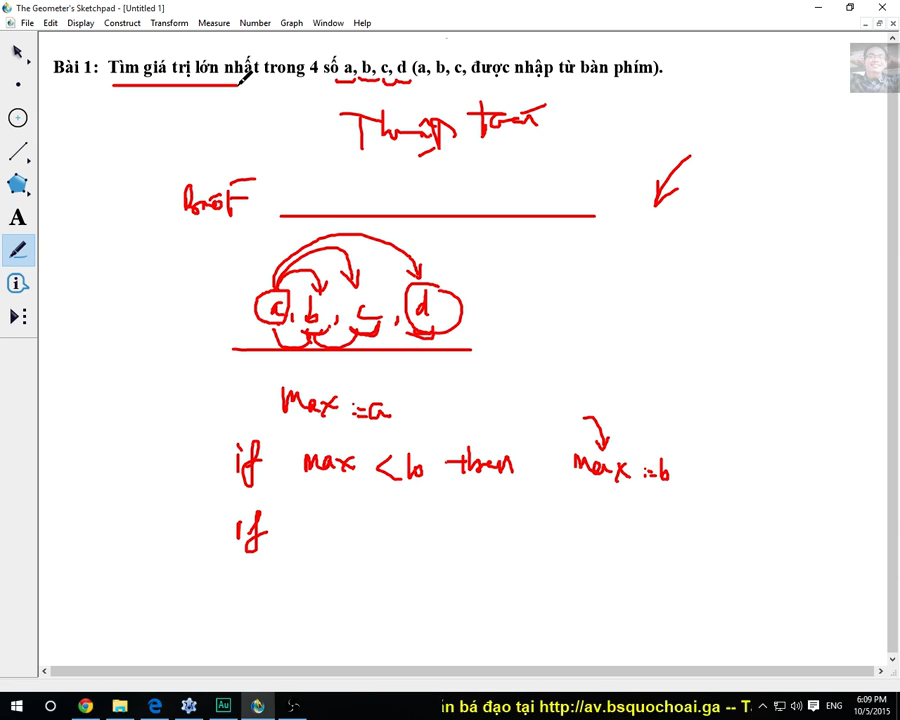 The Geometer's Sketchpad - [Untitled 1]
File Edit Display Construct Transform Measure Number Graph Window Help
Bài 1: Tìm giá trị lớn nhất trong 4 số a, b, c, d (a, b, c, được nhập từ bàn phím).
Thuật toán
a, b, c, d
Max := a
if max < b then max := b
if
A
Au
án bá đạo tại http://av.bsquochoai.ga -- T
ENG
6:09 PM
10/5/2015